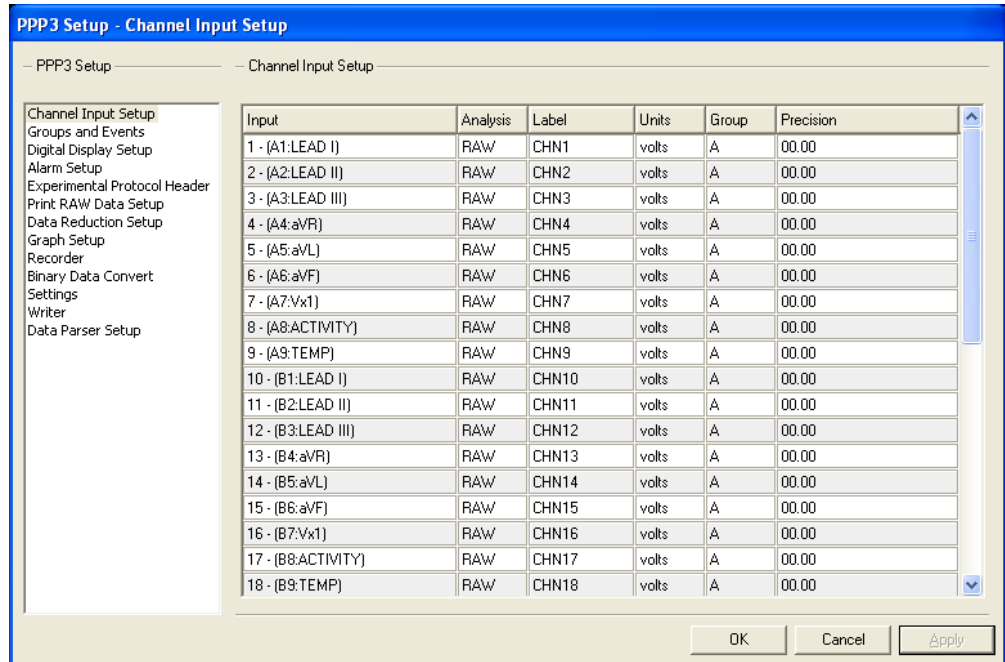 PPP3 Setup - Channel Input Setup
PPP3 Setup
Channel Input Setup
Groups and Events
Digital Display Setup
Alarm Setup
Experimental Protocol Header
Print RAW Data Setup
Data Reduction Setup
Graph Setup
Recorder
Binary Data Convert
Settings
Writer
Data Parser Setup
Channel Input Setup
Input Analysis Label Units Group Precision
1 - (A1:LEAD I) RAW CHN1 volts A 00.00
2 - (A2:LEAD II) RAW CHN2 volts A 00.00
3 - (A3:LEAD III) RAW CHN3 volts A 00.00
4 - (A4:aVR) RAW CHN4 volts A 00.00
5 - (A5:aVL) RAW CHN5 volts A 00.00
6 - (A6:aVF) RAW CHN6 volts A 00.00
7 - (A7:Vx1) RAW CHN7 volts A 00.00
8 - (A8:ACTIVITY) RAW CHN8 volts A 00.00
9 - (A9:TEMP) RAW CHN9 volts A 00.00
10 - (B1:LEAD I) RAW CHN10 volts A 00.00
11 - (B2:LEAD II) RAW CHN11 volts A 00.00
12 - (B3:LEAD III) RAW CHN12 volts A 00.00
13 - (B4:aVR) RAW CHN13 volts A 00.00
14 - (B5:aVL) RAW CHN14 volts A 00.00
15 - (B6:aVF) RAW CHN15 volts A 00.00
16 - (B7:Vx1) RAW CHN16 volts A 00.00
17 - (B8:ACTIVITY) RAW CHN17 volts A 00.00
18 - (B9:TEMP) RAW CHN18 volts A 00.00
OK Cancel Apply